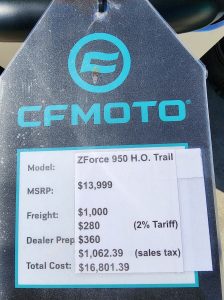 CFMOTO
Model: ZForce 950 H.O. Trail
MSRP: $13,999
Freight: $1,000
$280 (2% Tariff)
Dealer Prep $360
$1,062.39 (sales tax)
Total Cost: $16,801.39